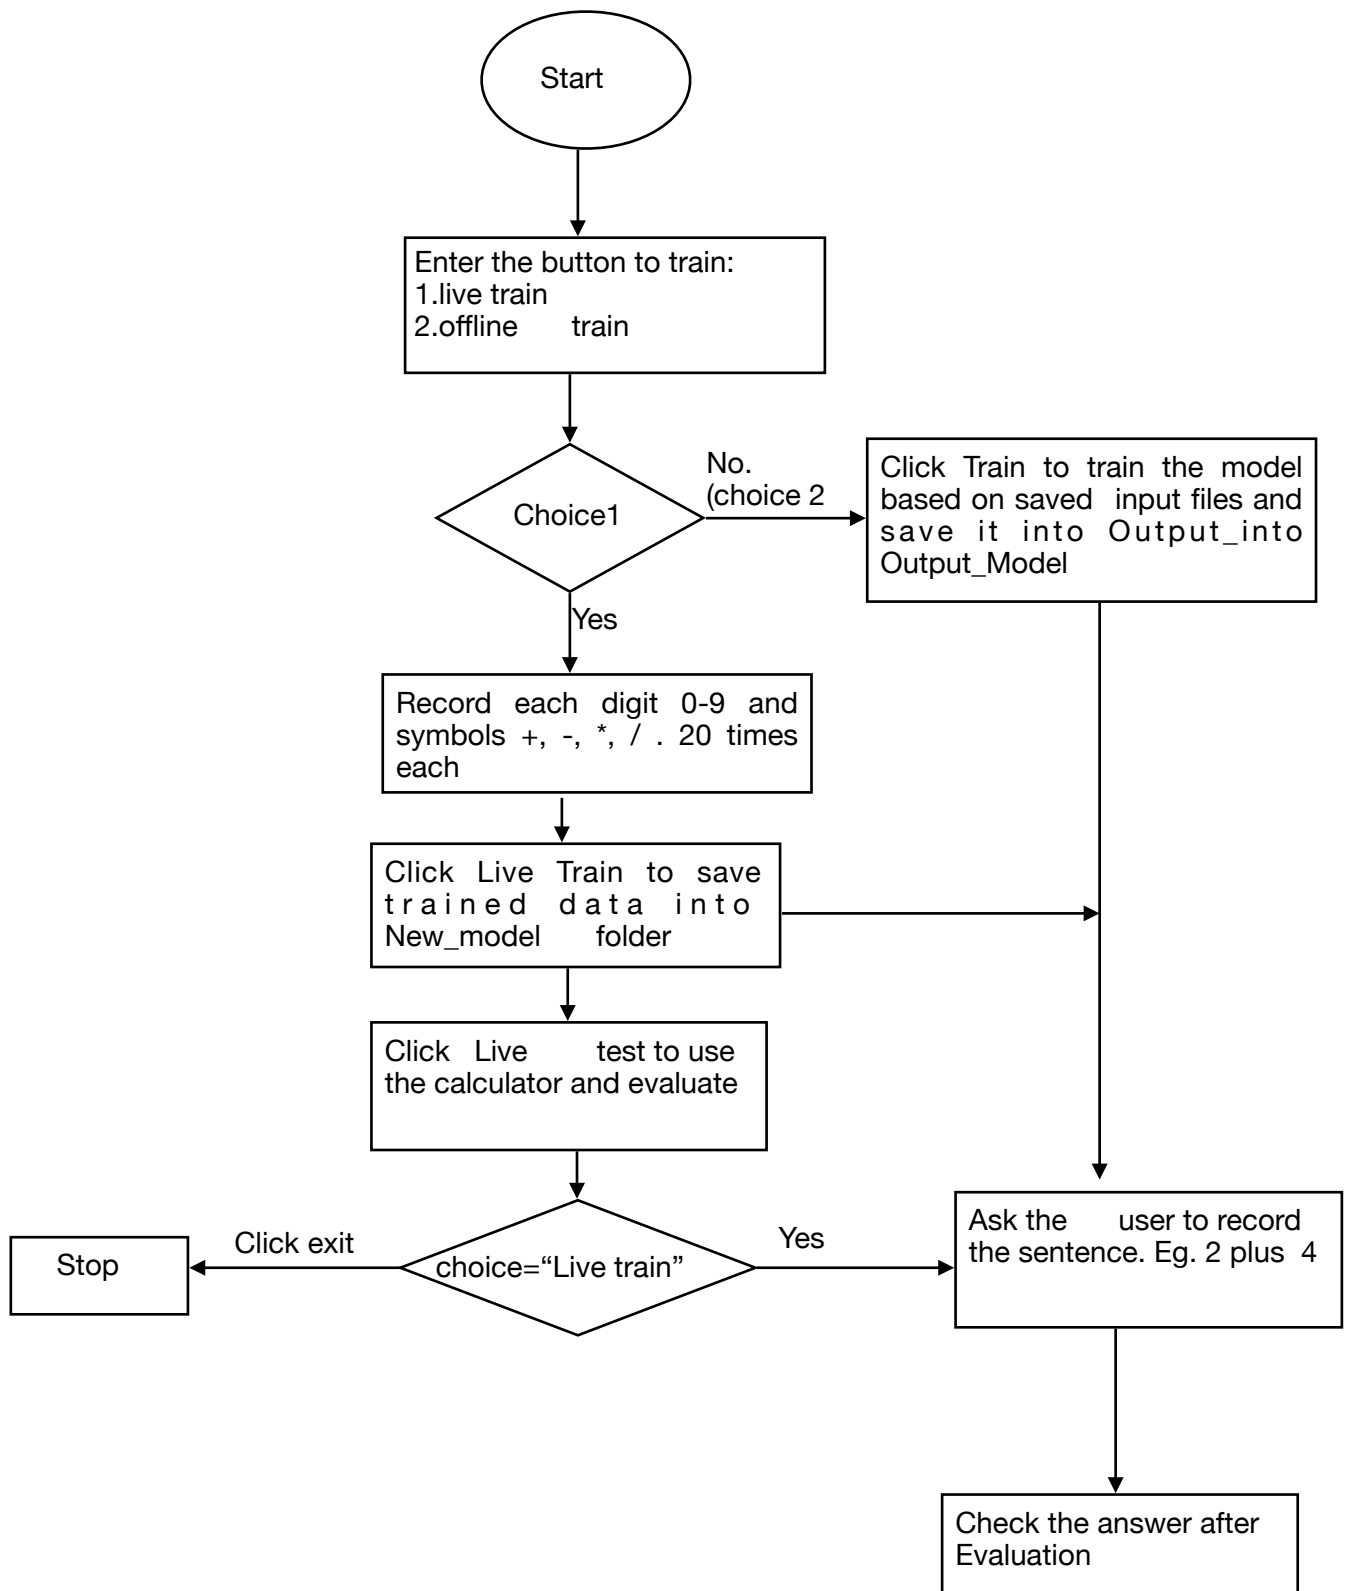 Start
Enter the button to train:
1.live train
2.offline train
Choice1
No.
(choice 2
Click Train to train the model
based on saved input files and
save it into Output_into
Output_Model
Yes
Record each digit 0-9 and
symbols +, -, *, / . 20 times
each
Click Live Train to save
trained data into
New_model folder
Click Live test to use
the calculator and evaluate
Stop
Click exit
choice=“Live train”
Yes
Ask the user to record
the sentence. Eg. 2 plus 4
Check the answer after
Evaluation